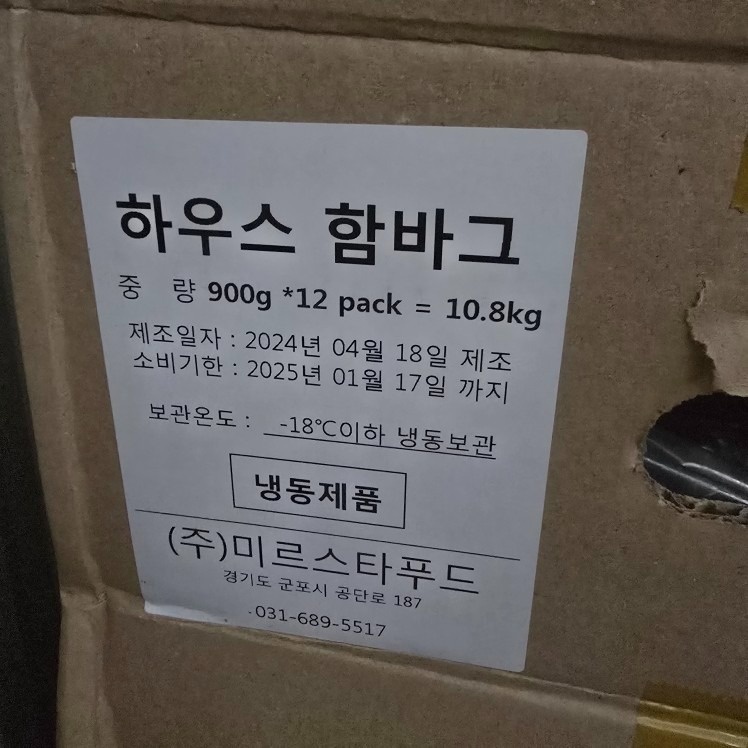 하우스 함바그
중 량 900g *12 pack = 10.8kg
제조일자 : 2024년 04월 18일 제조
소비기한 : 2025년 01월 17일 까지
보관온도 : -18℃이하 냉동보관
냉동제품
(주)미르스타푸드
경기도 군포시 공단로 187
031-689-5517